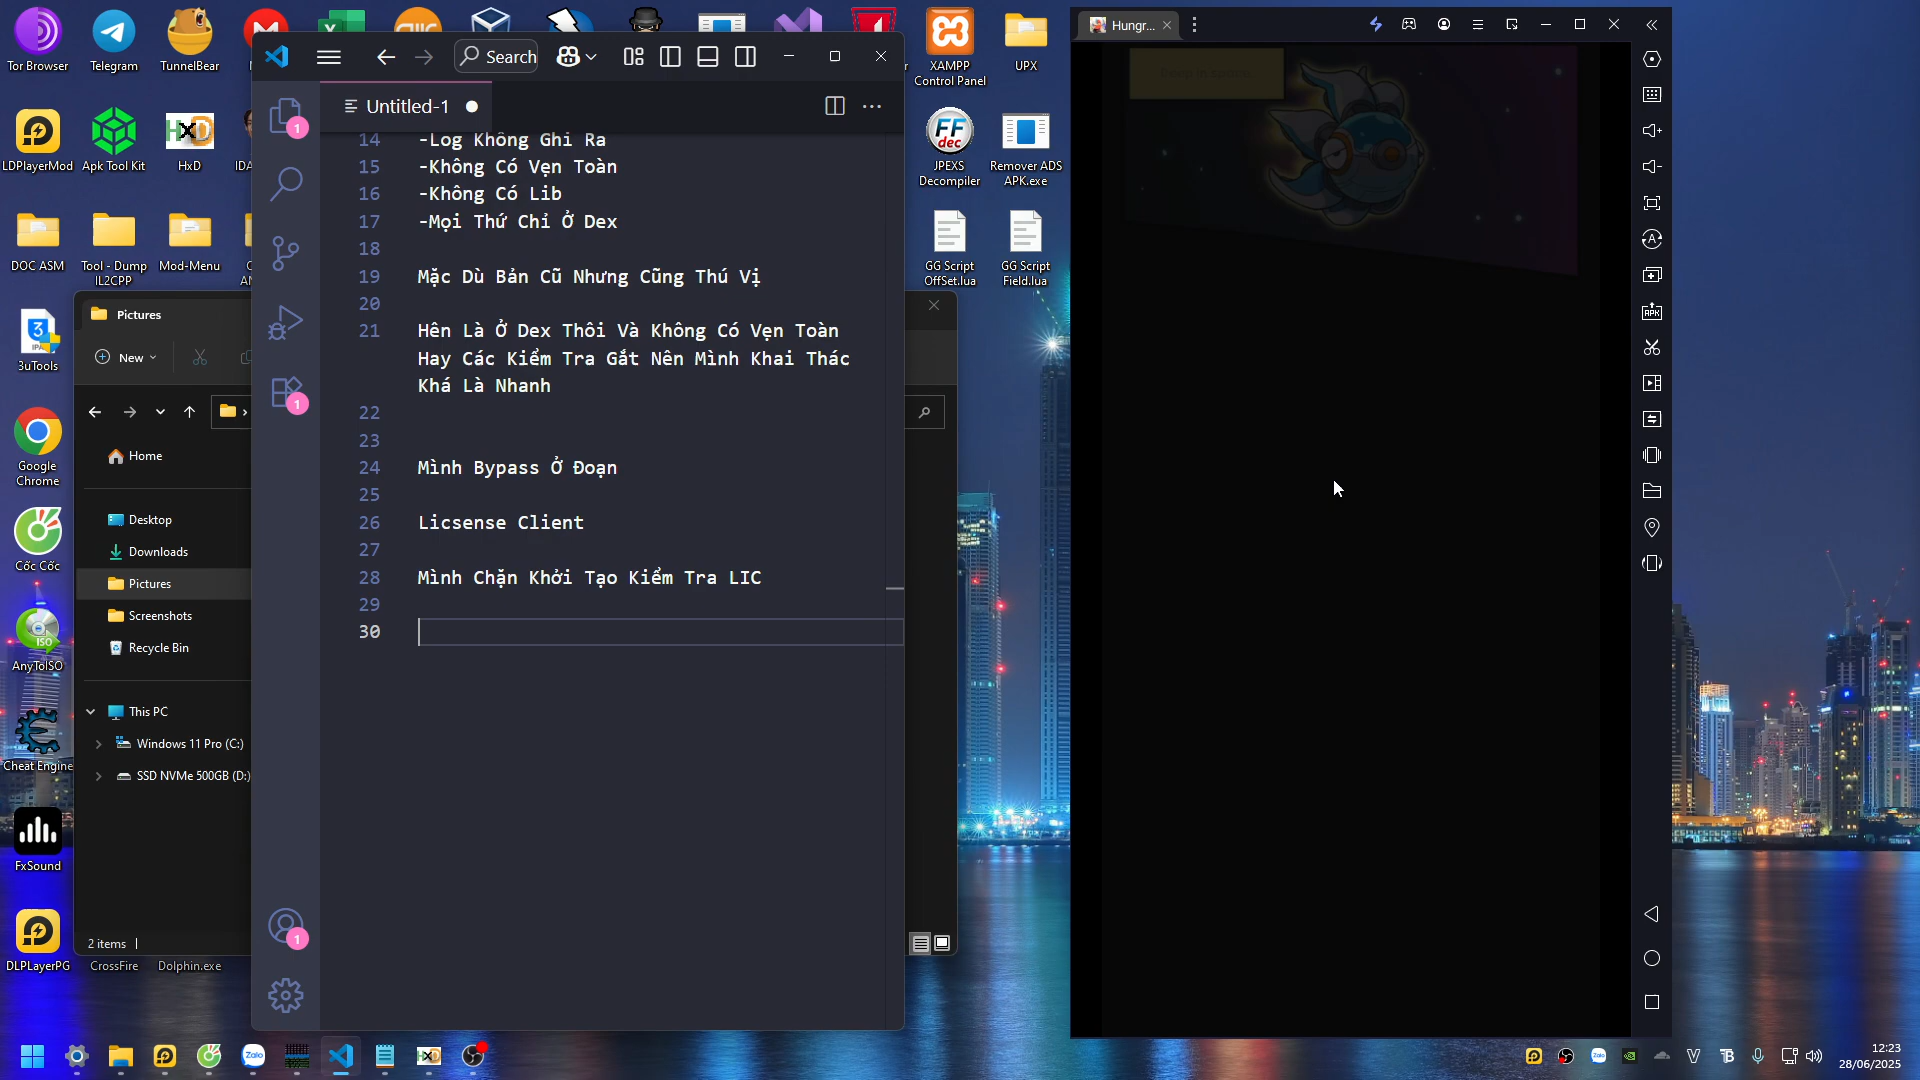 Tor Browser
Telegram
TunnelBear
XAMPP Control Panel
UPX
LDPlayerMod
Apk Tool Kit
HxD
IDA
JPEXS Decompiler
Remover ADS APK.exe
DOC ASM
Tool - Dump IL2CPP
Mod-Menu
GG Script OffSet.lua
GG Script Field.lua
3uTools
Google Chrome
Cốc Cốc
AnyToISO
Cheat Engine
FxSound
DLPLayerPG
CrossFire
Dolphin.exe
Pictures
New
Home
Desktop
Downloads
Pictures
Screenshots
Recycle Bin
This PC
Windows 11 Pro (C:)
SSD NVMe 500GB (D:)
2 items
Search
Untitled-1
14 -Log Không Ghi Ra
15 -Không Có Vẹn Toàn
16 -Không Có Lib
17 -Mọi Thứ Chỉ Ở Dex
18
19 Mặc Dù Bản Cũ Nhưng Cũng Thú Vị
20
21 Hên Là Ở Dex Thôi Và Không Có Vẹn Toàn
Hay Các Kiểm Tra Gắt Nên Mình Khai Thác
Khá Là Nhanh
22
23
24 Mình Bypass Ở Đoạn
25
26 Licsense Client
27
28 Mình Chặn Khởi Tạo Kiểm Tra LIC
29
30
Hungr...
12:23
28/06/2025